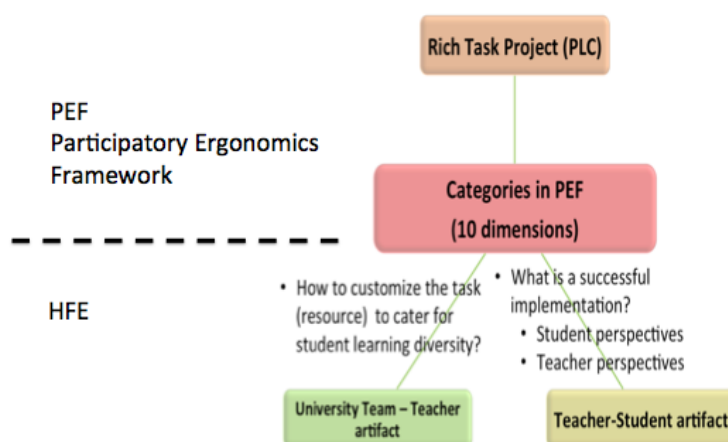 Rich Task Project (PLC)
PEF
Participatory Ergonomics
Framework
Categories in PEF
(10 dimensions)
HFE
• How to customize the task
(resource) to cater for
student learning diversity?
• What is a successful
implementation?
• Student perspectives
• Teacher perspectives
University Team – Teacher
artifact
Teacher-Student artifact